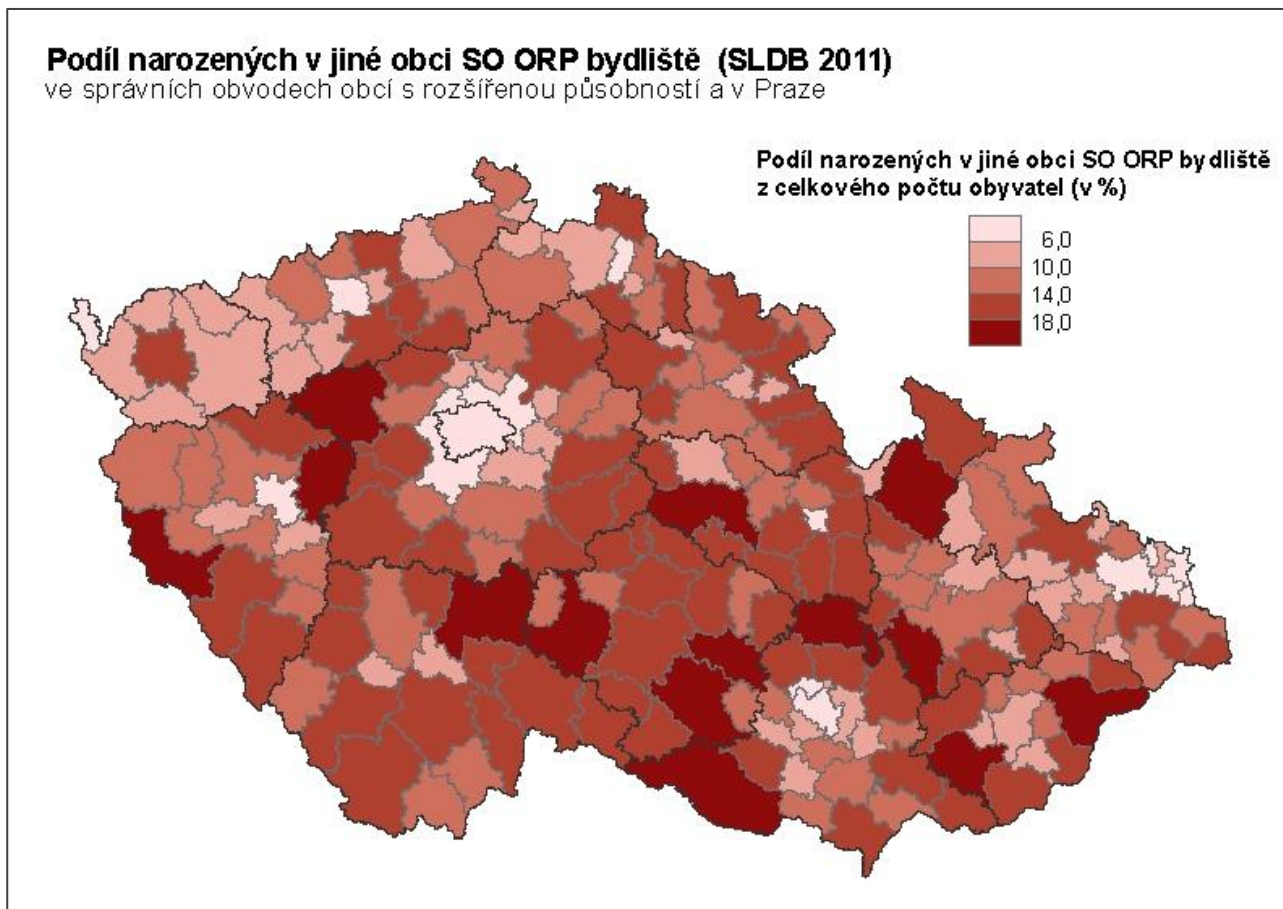 Podíl narozených v jiné obci SO ORP bydliště (SLDB 2011)
ve správních obvodech obcí s rozšířenou působností a v Praze
Podíl narozených v jiné obci SO ORP bydliště
z celkového počtu obyvatel (v %)
6,0
10,0
14,0
18,0